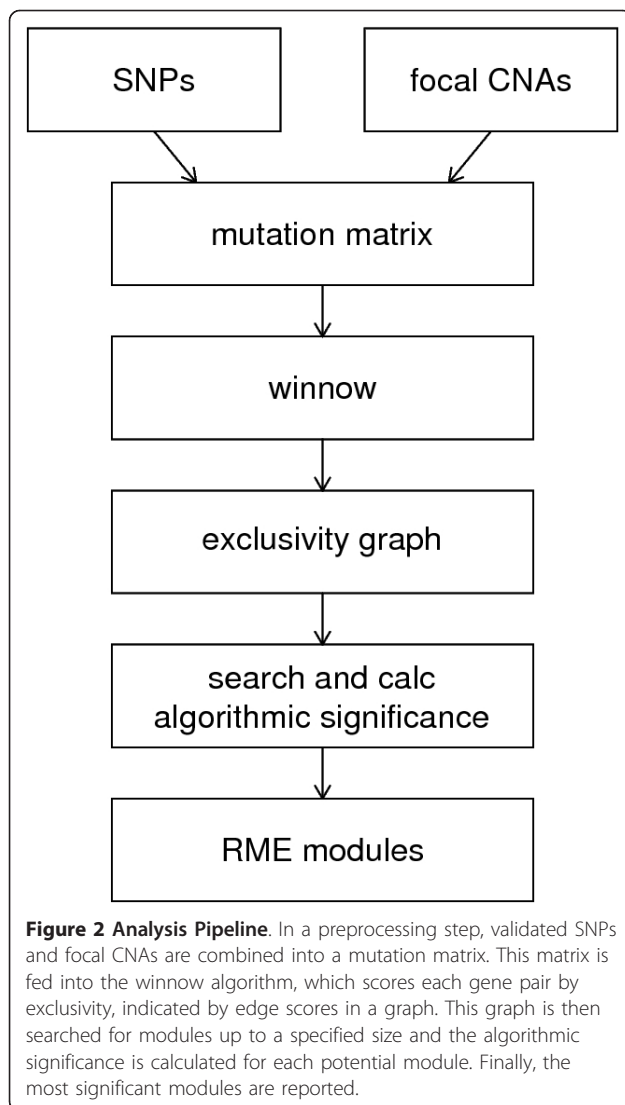 SNPs
focal CNAs
mutation matrix
winnow
exclusivity graph
search and calc
algorithmic significance
RME modules
Figure 2 Analysis Pipeline. In a preprocessing step, validated SNPs
and focal CNAs are combined into a mutation matrix. This matrix is
fed into the winnow algorithm, which scores each gene pair by
exclusivity, indicated by edge scores in a graph. This graph is then
searched for modules up to a specified size and the algorithmic
significance is calculated for each potential module. Finally, the
most significant modules are reported.